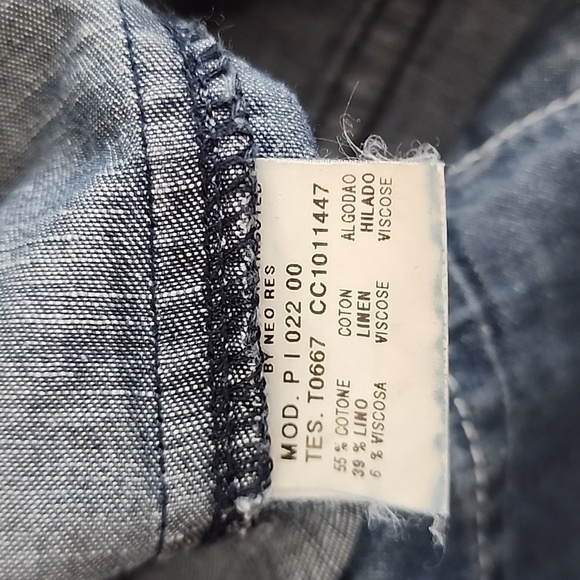 BY NEO RES
MOD. P I 022 00
TES. T0667 CC1011447
55 % COTONE COTON ALGODAO
39 % LINO LINEN HILADO
6 % VISCOSA VISCOSE VISCOSE